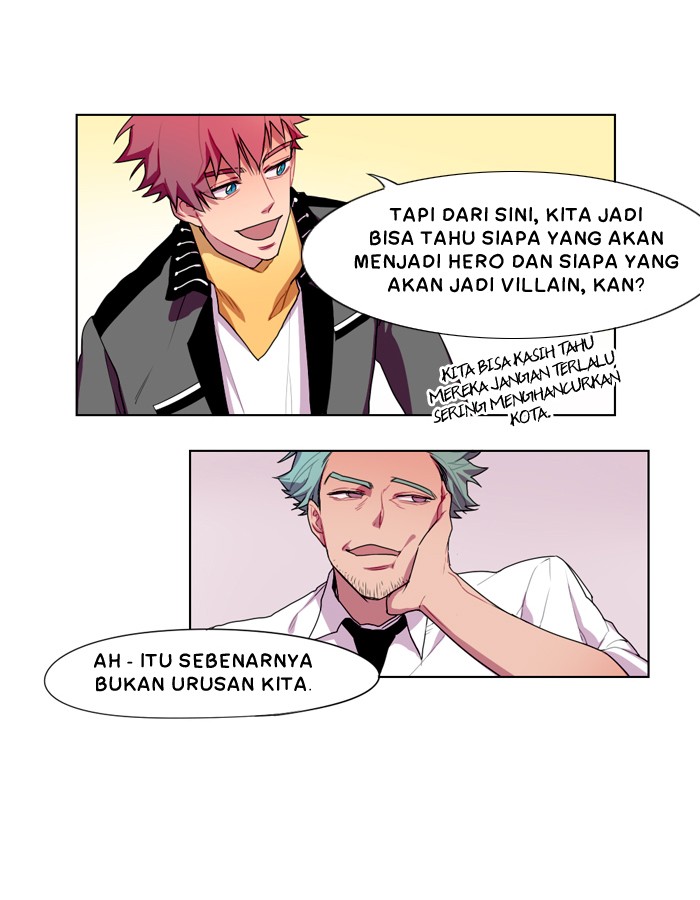 TAPI DARI SINI, KITA JADI
BISA TAHU SIAPA YANG AKAN
MENJADI HERO DAN SIAPA YANG
AKAN JADI VILLAIN, KAN?
KITA BISA KASIH TAHU
MEREKA JANGAN TERLALU
SERING MENGHANCURKAN
KOTA.
AH - ITU SEBENARNYA
BUKAN URUSAN KITA.